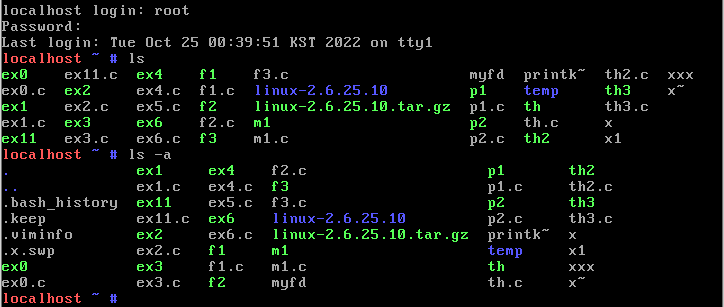 localhost login: root
Password:
Last login: Tue Oct 25 00:39:51 KST 2022 on tty1
localhost ~ # ls
ex0 ex11.c ex4 f1 f3.c myfd printk~ th2.c xxx
ex0.c ex2 ex4.c f1.c linux-2.6.25.10 p1 temp th3 x~
ex1 ex2.c ex5.c f2 linux-2.6.25.10.tar.gz p1.c th th3.c
ex1.c ex3 ex6 f2.c m1 p2 th.c x
ex11 ex3.c ex6.c f3 m1.c p2.c th2 x1
localhost ~ # ls -a
. ex1 ex4 f2.c p1 th2
.. ex1.c ex4.c f3 p1.c th2.c
.bash_history ex11 ex5.c f3.c p2 th3
.keep ex11.c ex6 linux-2.6.25.10 p2.c th3.c
.viminfo ex2 ex6.c linux-2.6.25.10.tar.gz printk~ x
.x.swp ex2.c f1 m1 temp x1
ex0 ex3 f1.c m1.c th xxx
ex0.c ex3.c f2 myfd th.c x~
localhost ~ #